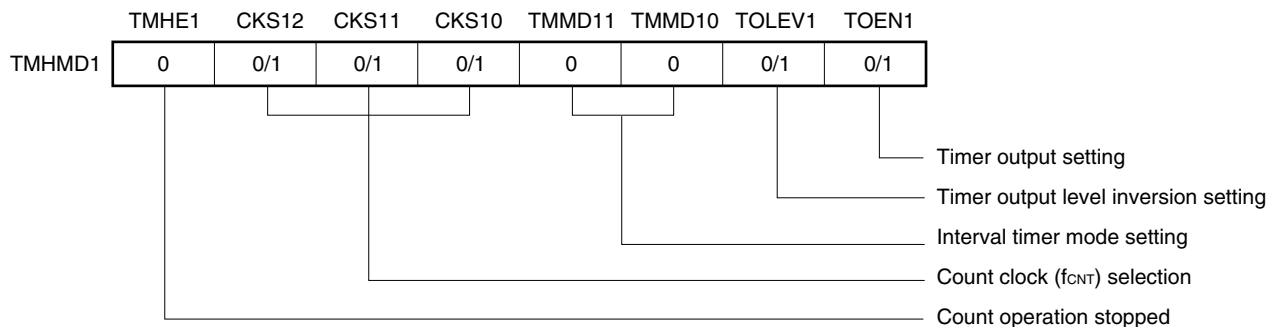 TMHE1 CKS12 CKS11 CKS10 TMMD11 TMMD10 TOLEV1 TOEN1
TMHMD1 0 0/1 0/1 0/1 0 0 0/1 0/1
Timer output setting
Timer output level inversion setting
Interval timer mode setting
Count clock (fCNT) selection
Count operation stopped